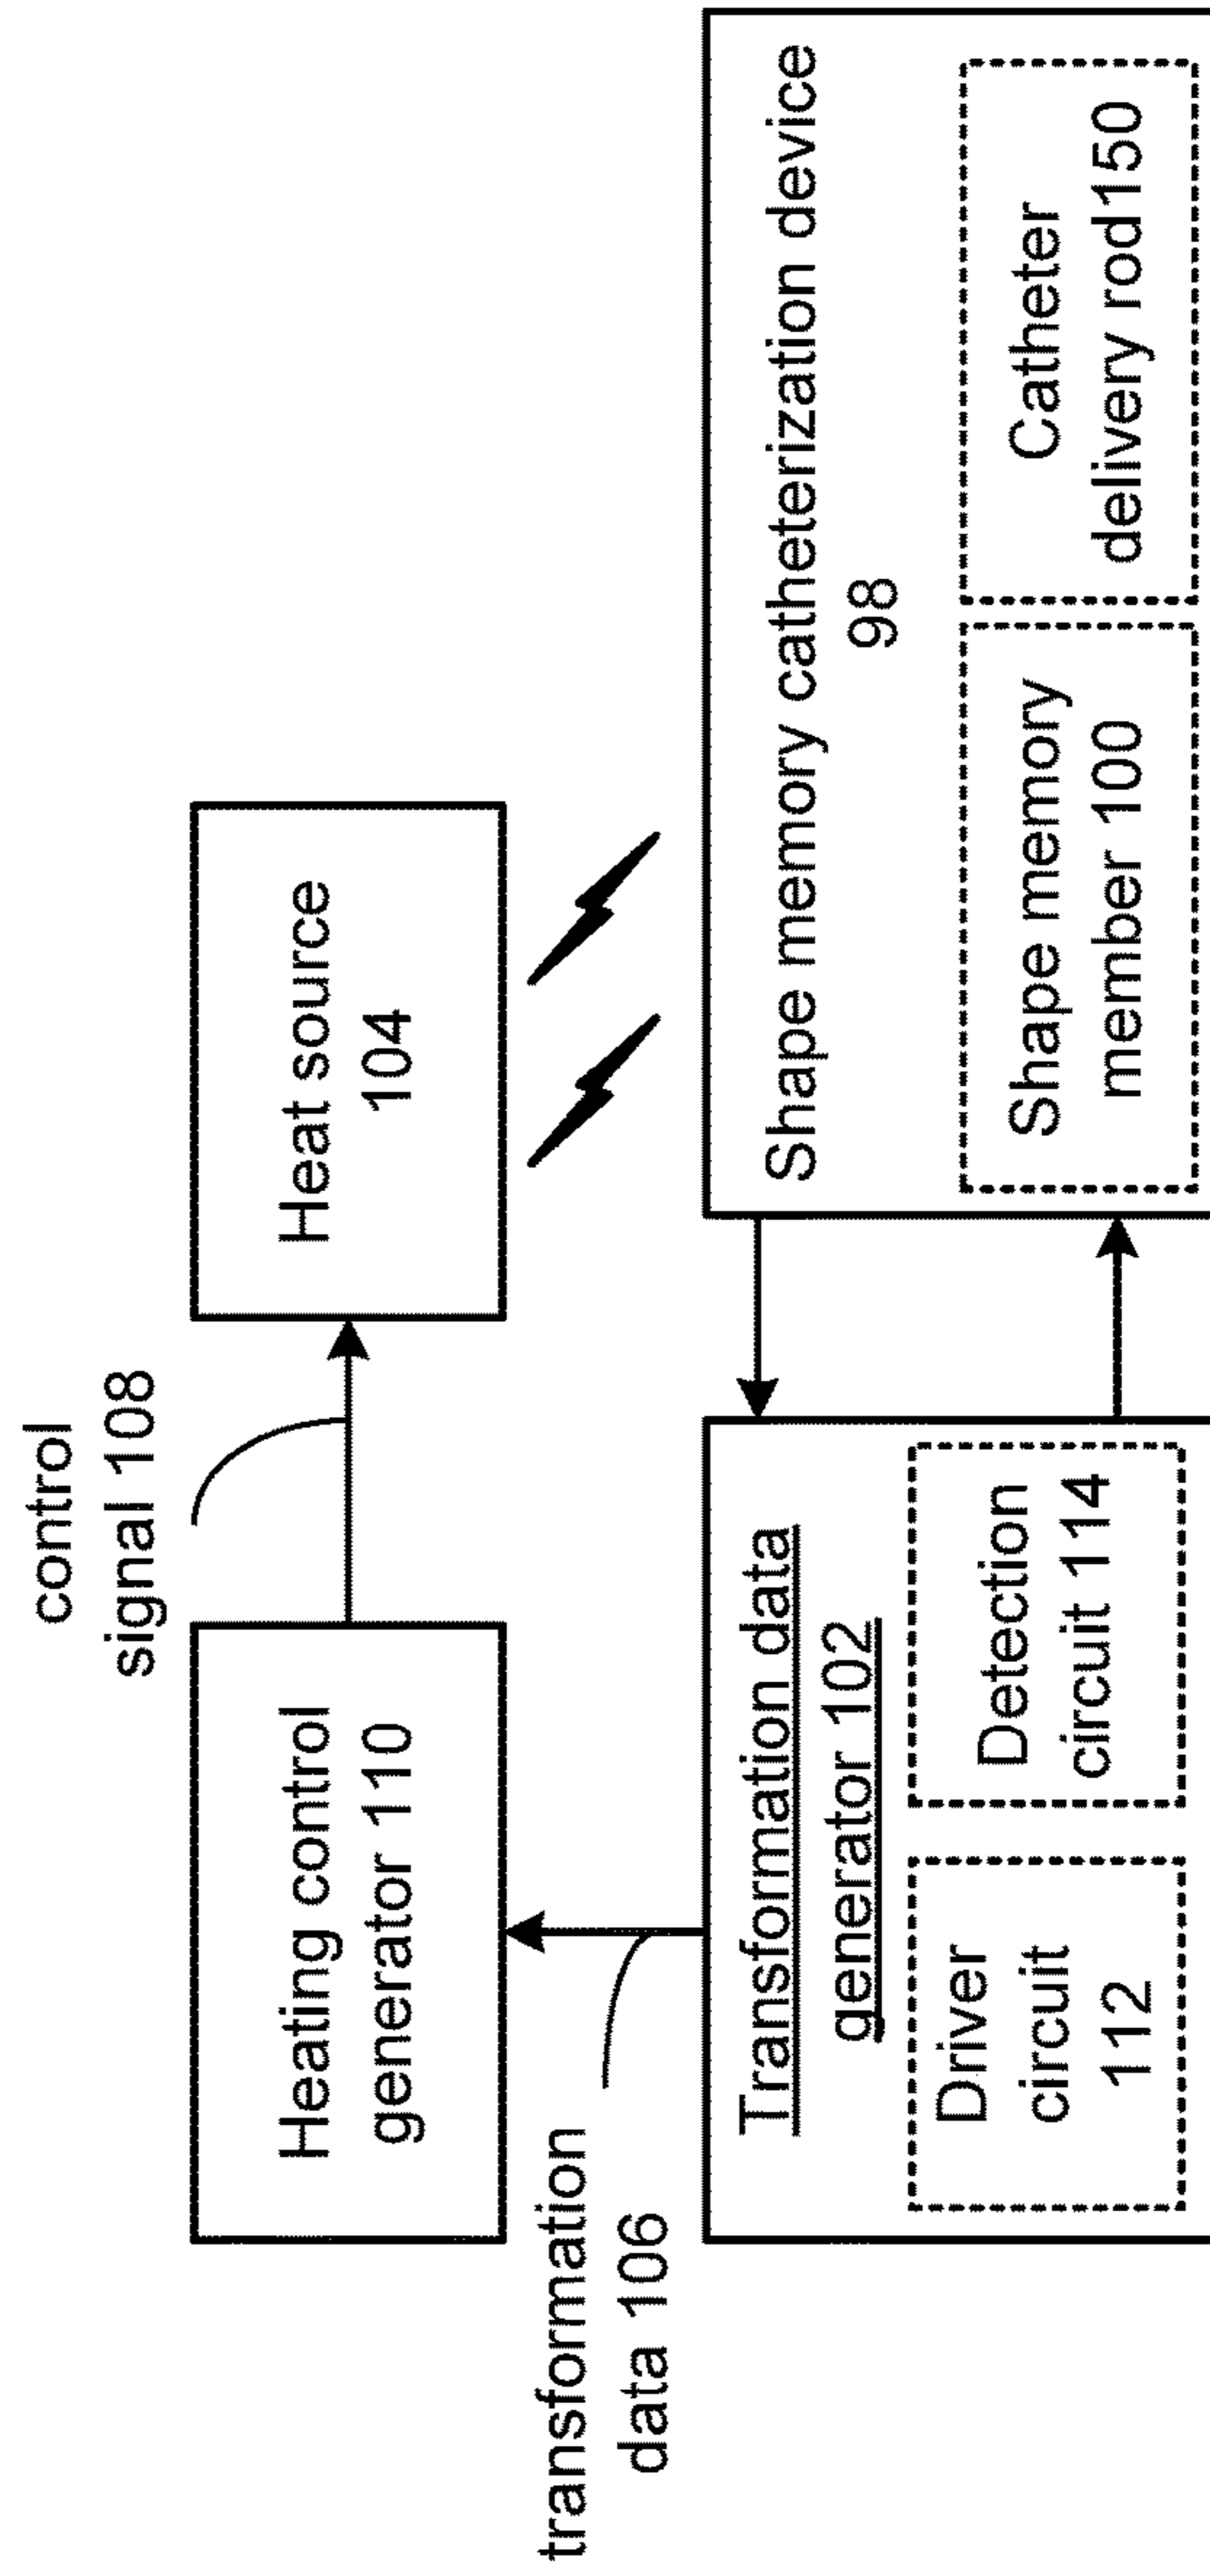 control
signal 108
Heating control
generator 110
Heat source
104
transformation
data 106
Transformation data
generator 102
Driver
circuit
112
Detection
circuit 114
Shape memory catheterization device
98
Shape memory
member 100
Catheter
delivery rod150